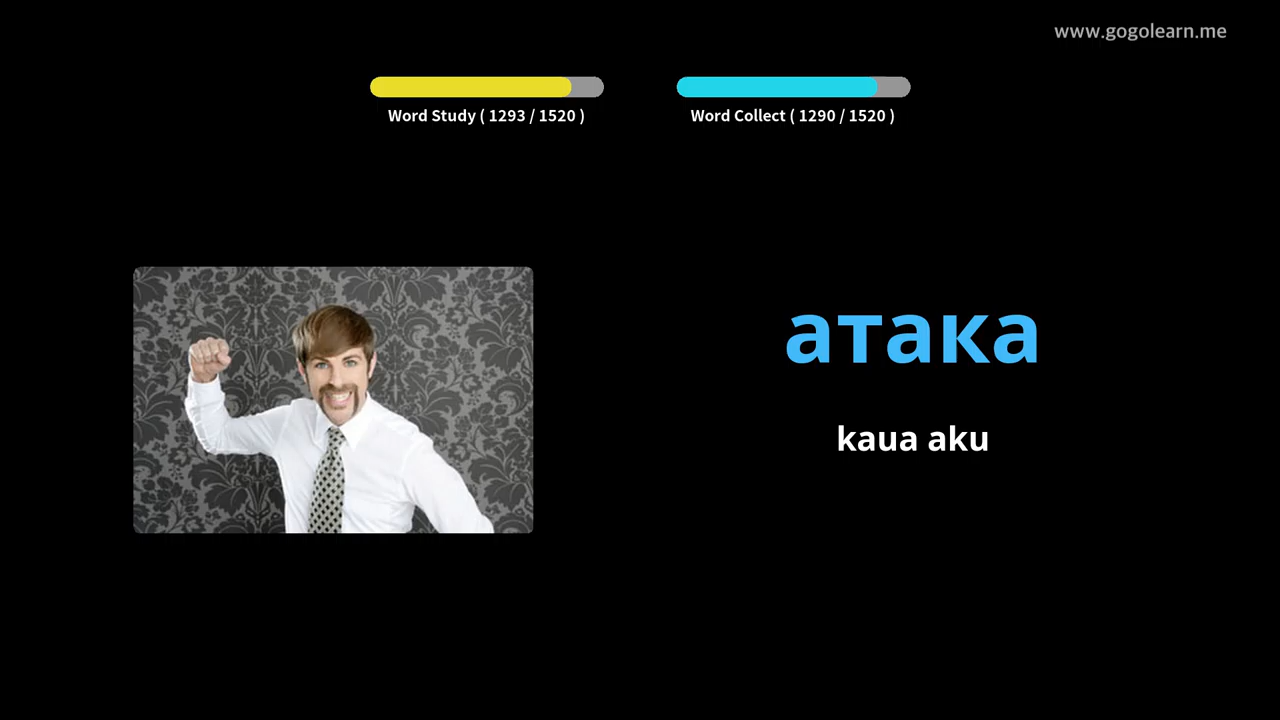 www.gogolearn.me
Word Study ( 1293 / 1520 )
Word Collect ( 1290 / 1520 )
атака
kaua aku